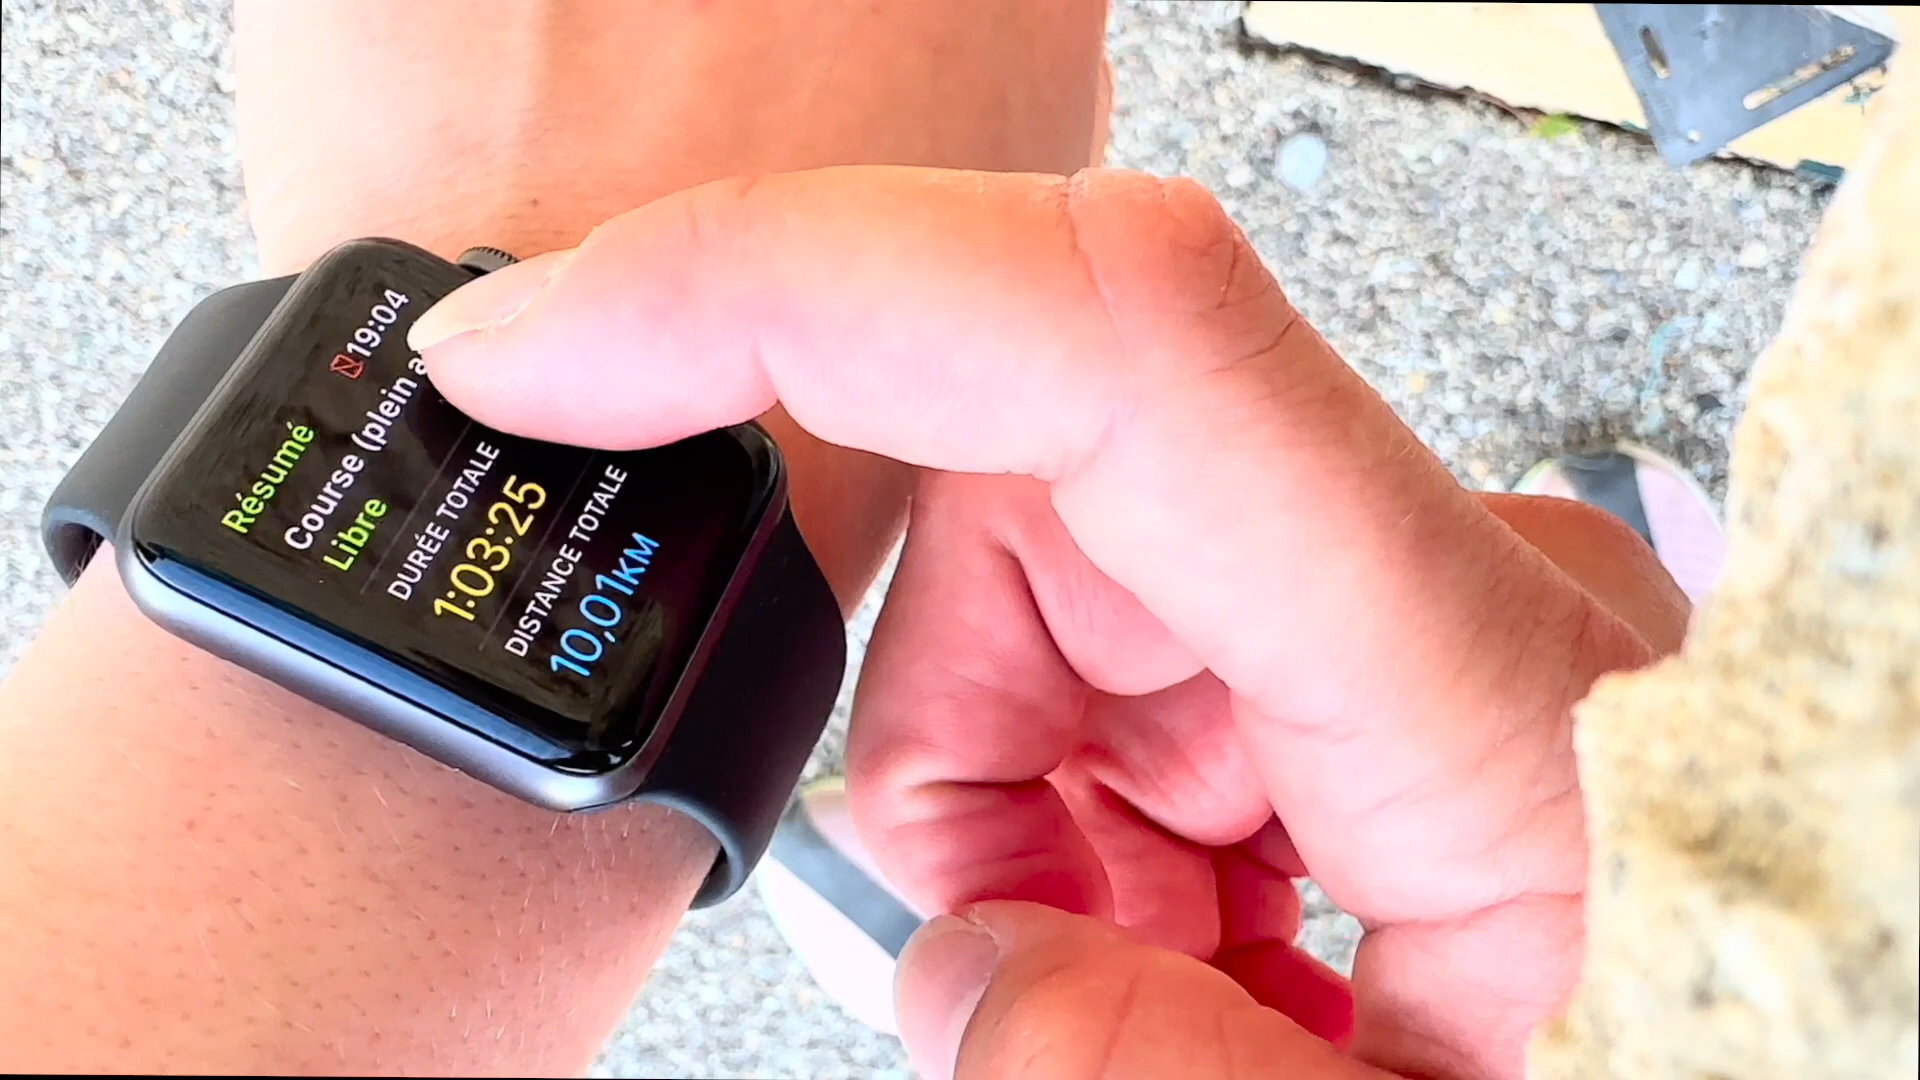 19:04
Résumé
Course (plein
Libre
DURÉE TOTALE
1:03:25
DISTANCE TOTALE
10,01KM